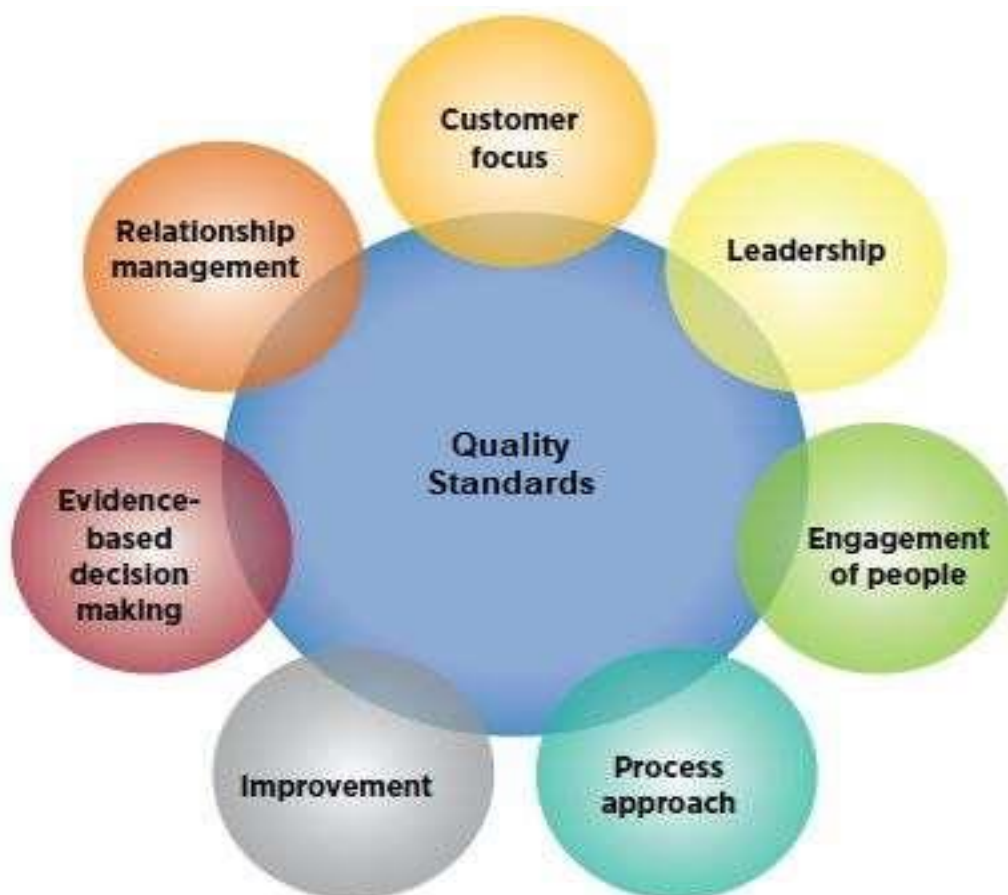 Customer
focus
Leadership
Engagement
of people
Process
approach
Improvement
Evidence-
based
decision
making
Relationship
management
Quality
Standards